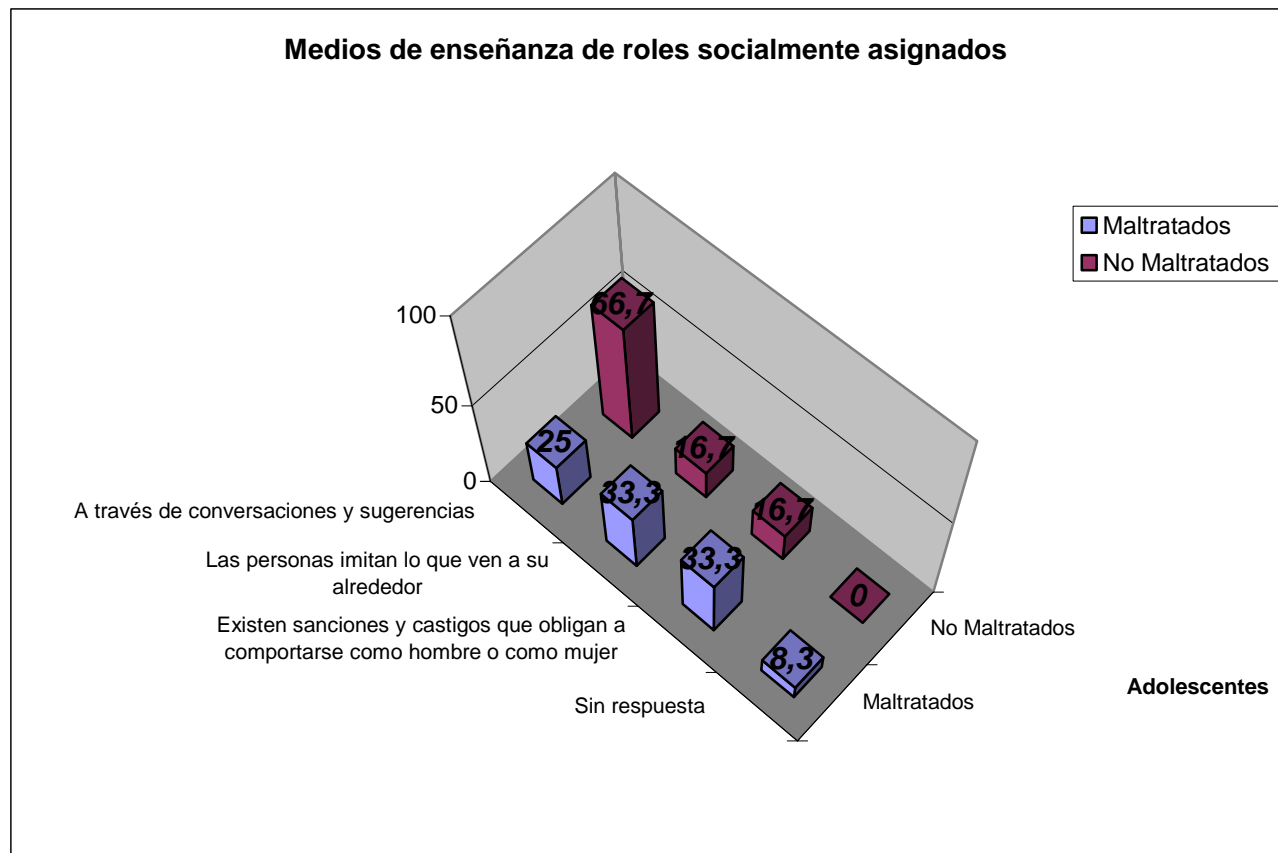 Medios de enseñanza de roles socialmente asignados
Maltratados
No Maltratados
100
50
0
66,7
16,7
16,7
0
25
33,3
33,3
8,3
A través de conversaciones y sugerencias
Las personas imitan lo que ven a su
alrededor
Existen sanciones y castigos que obligan a
comportarse como hombre o como mujer
Sin respuesta
No Maltratados
Maltratados
Adolescentes